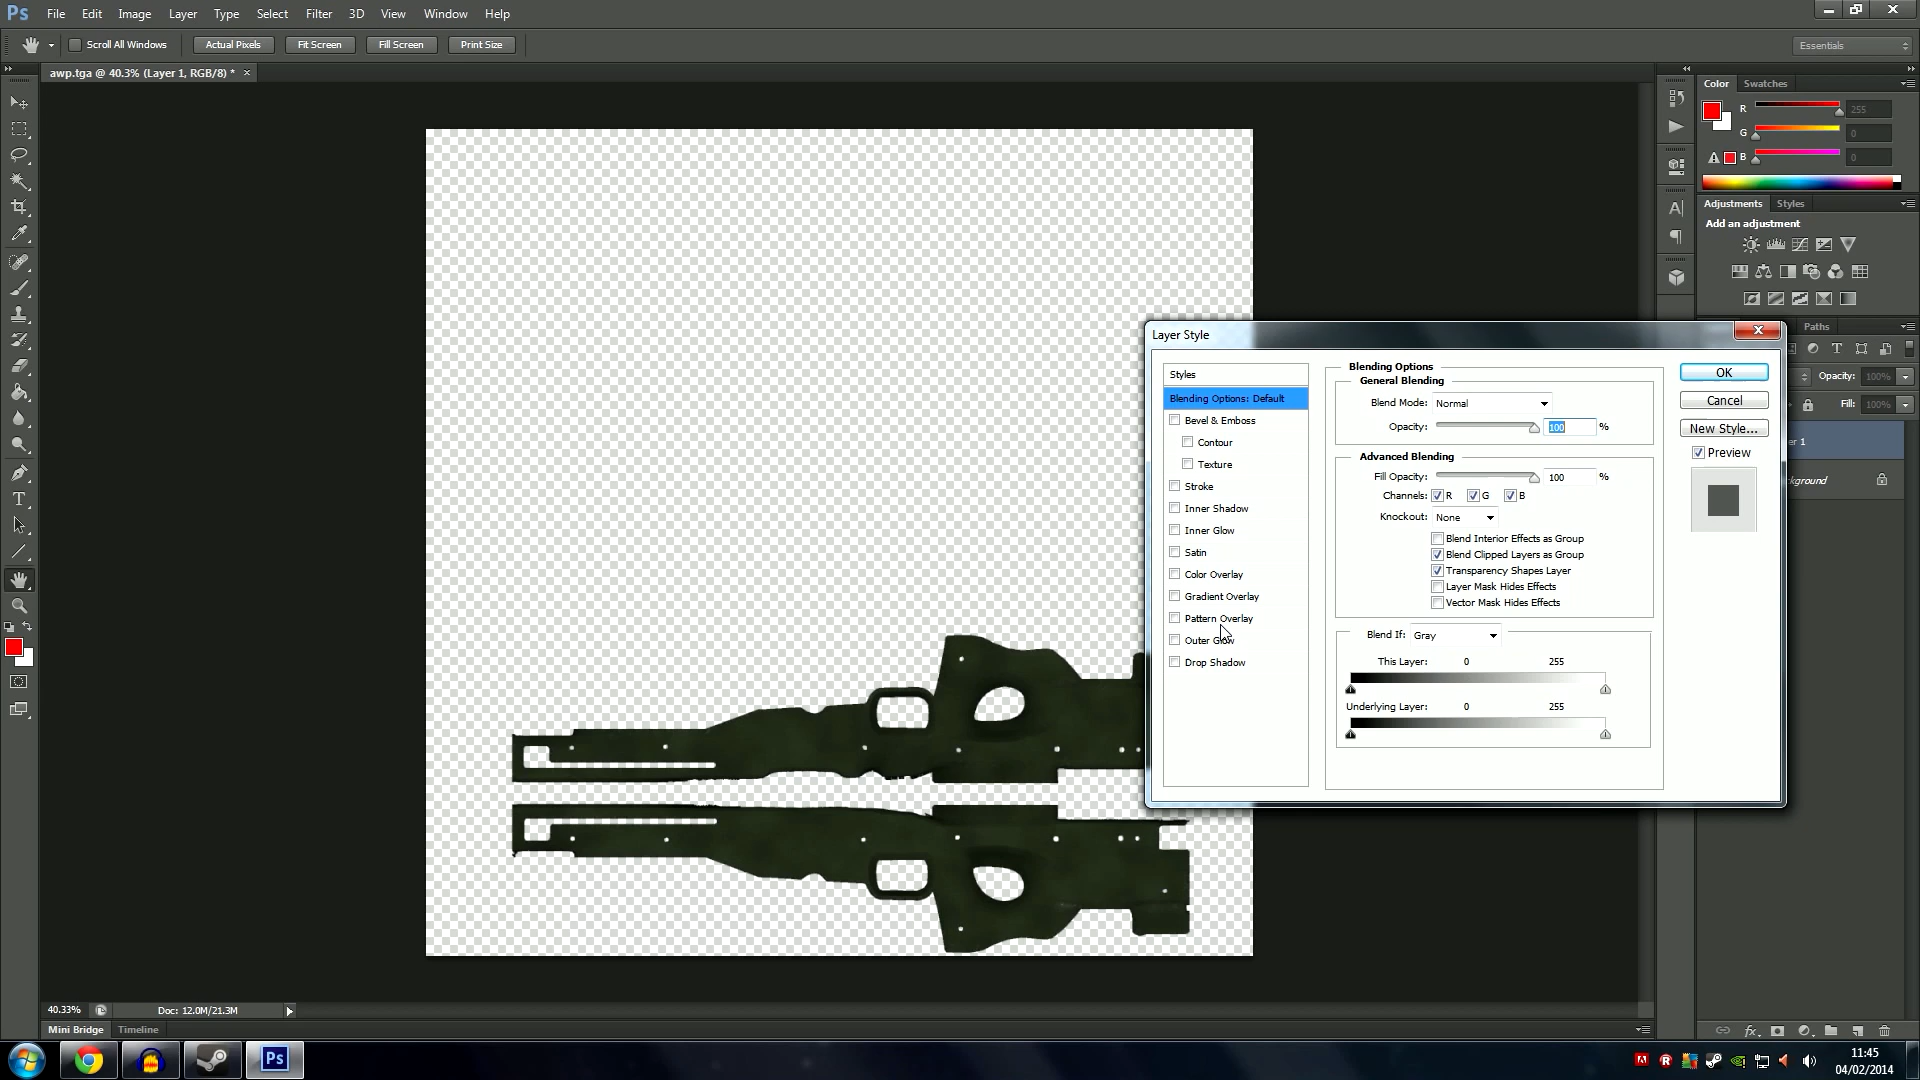 Ps File Edit Image Layer Type Select Filter 3D View Window Help
Scroll All Windows Actual Pixels Fit Screen Fill Screen Print Size Essentials
awp.tga @ 40.3% (Layer 1, RGB/8) * ×
Color Swatches
R 255
G 0
B 0
Adjustments Styles
Add an adjustment
Paths
Opacity: 100%
Fill: 100%
er 1
kground
Layer Style
Styles
Blending Options: Default
Bevel & Emboss
Contour
Texture
Stroke
Inner Shadow
Inner Glow
Satin
Color Overlay
Gradient Overlay
Pattern Overlay
Outer Glow
Drop Shadow
Blending Options
General Blending
Blend Mode: Normal
Opacity: 100 %
Advanced Blending
Fill Opacity: 100 %
Channels: R G B
Knockout: None
Blend Interior Effects as Group
Blend Clipped Layers as Group
Transparency Shapes Layer
Layer Mask Hides Effects
Vector Mask Hides Effects
Blend If: Gray
This Layer: 0 255
Underlying Layer: 0 255
OK
Cancel
New Style...
Preview
40.33% Doc: 12.0M/21.3M
Mini Bridge Timeline
Ps
11:45
04/02/2014